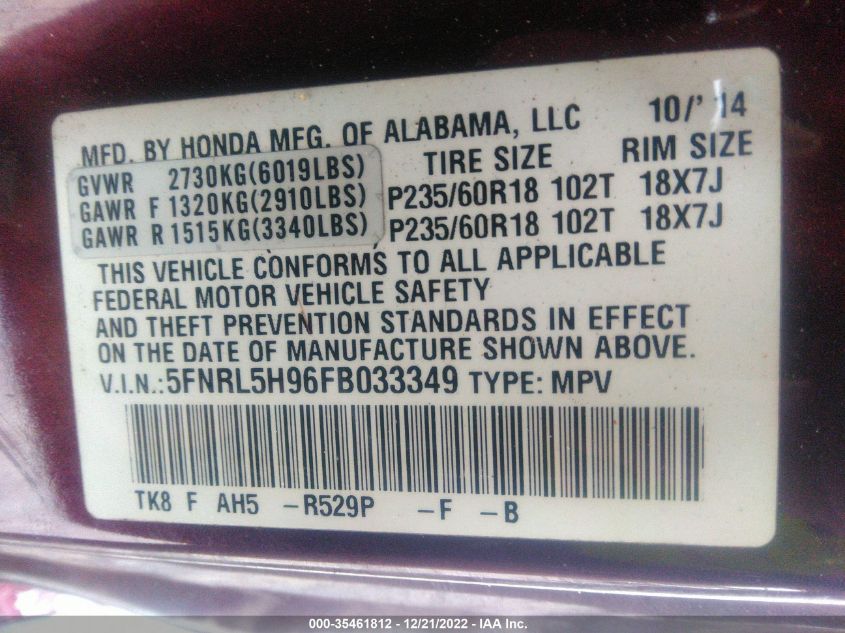 MFD. BY HONDA MFG. OF ALABAMA, LLC 10/'14
GVWR 2730KG(6019LBS) TIRE SIZE RIM SIZE
GAWR F 1320KG(2910LBS) P235/60R18 102T 18X7J
GAWR R 1515KG(3340LBS) P235/60R18 102T 18X7J
THIS VEHICLE CONFORMS TO ALL APPLICABLE
FEDERAL MOTOR VEHICLE SAFETY
AND THEFT PREVENTION STANDARDS IN EFFECT
ON THE DATE OF MANUFACTURE SHOWN ABOVE.
V.I.N.:5FNRL5H96FB033349 TYPE: MPV
TK8 F AH5 -R529P -F -B
000-35461812 - 12/21/2022 - IAA Inc.